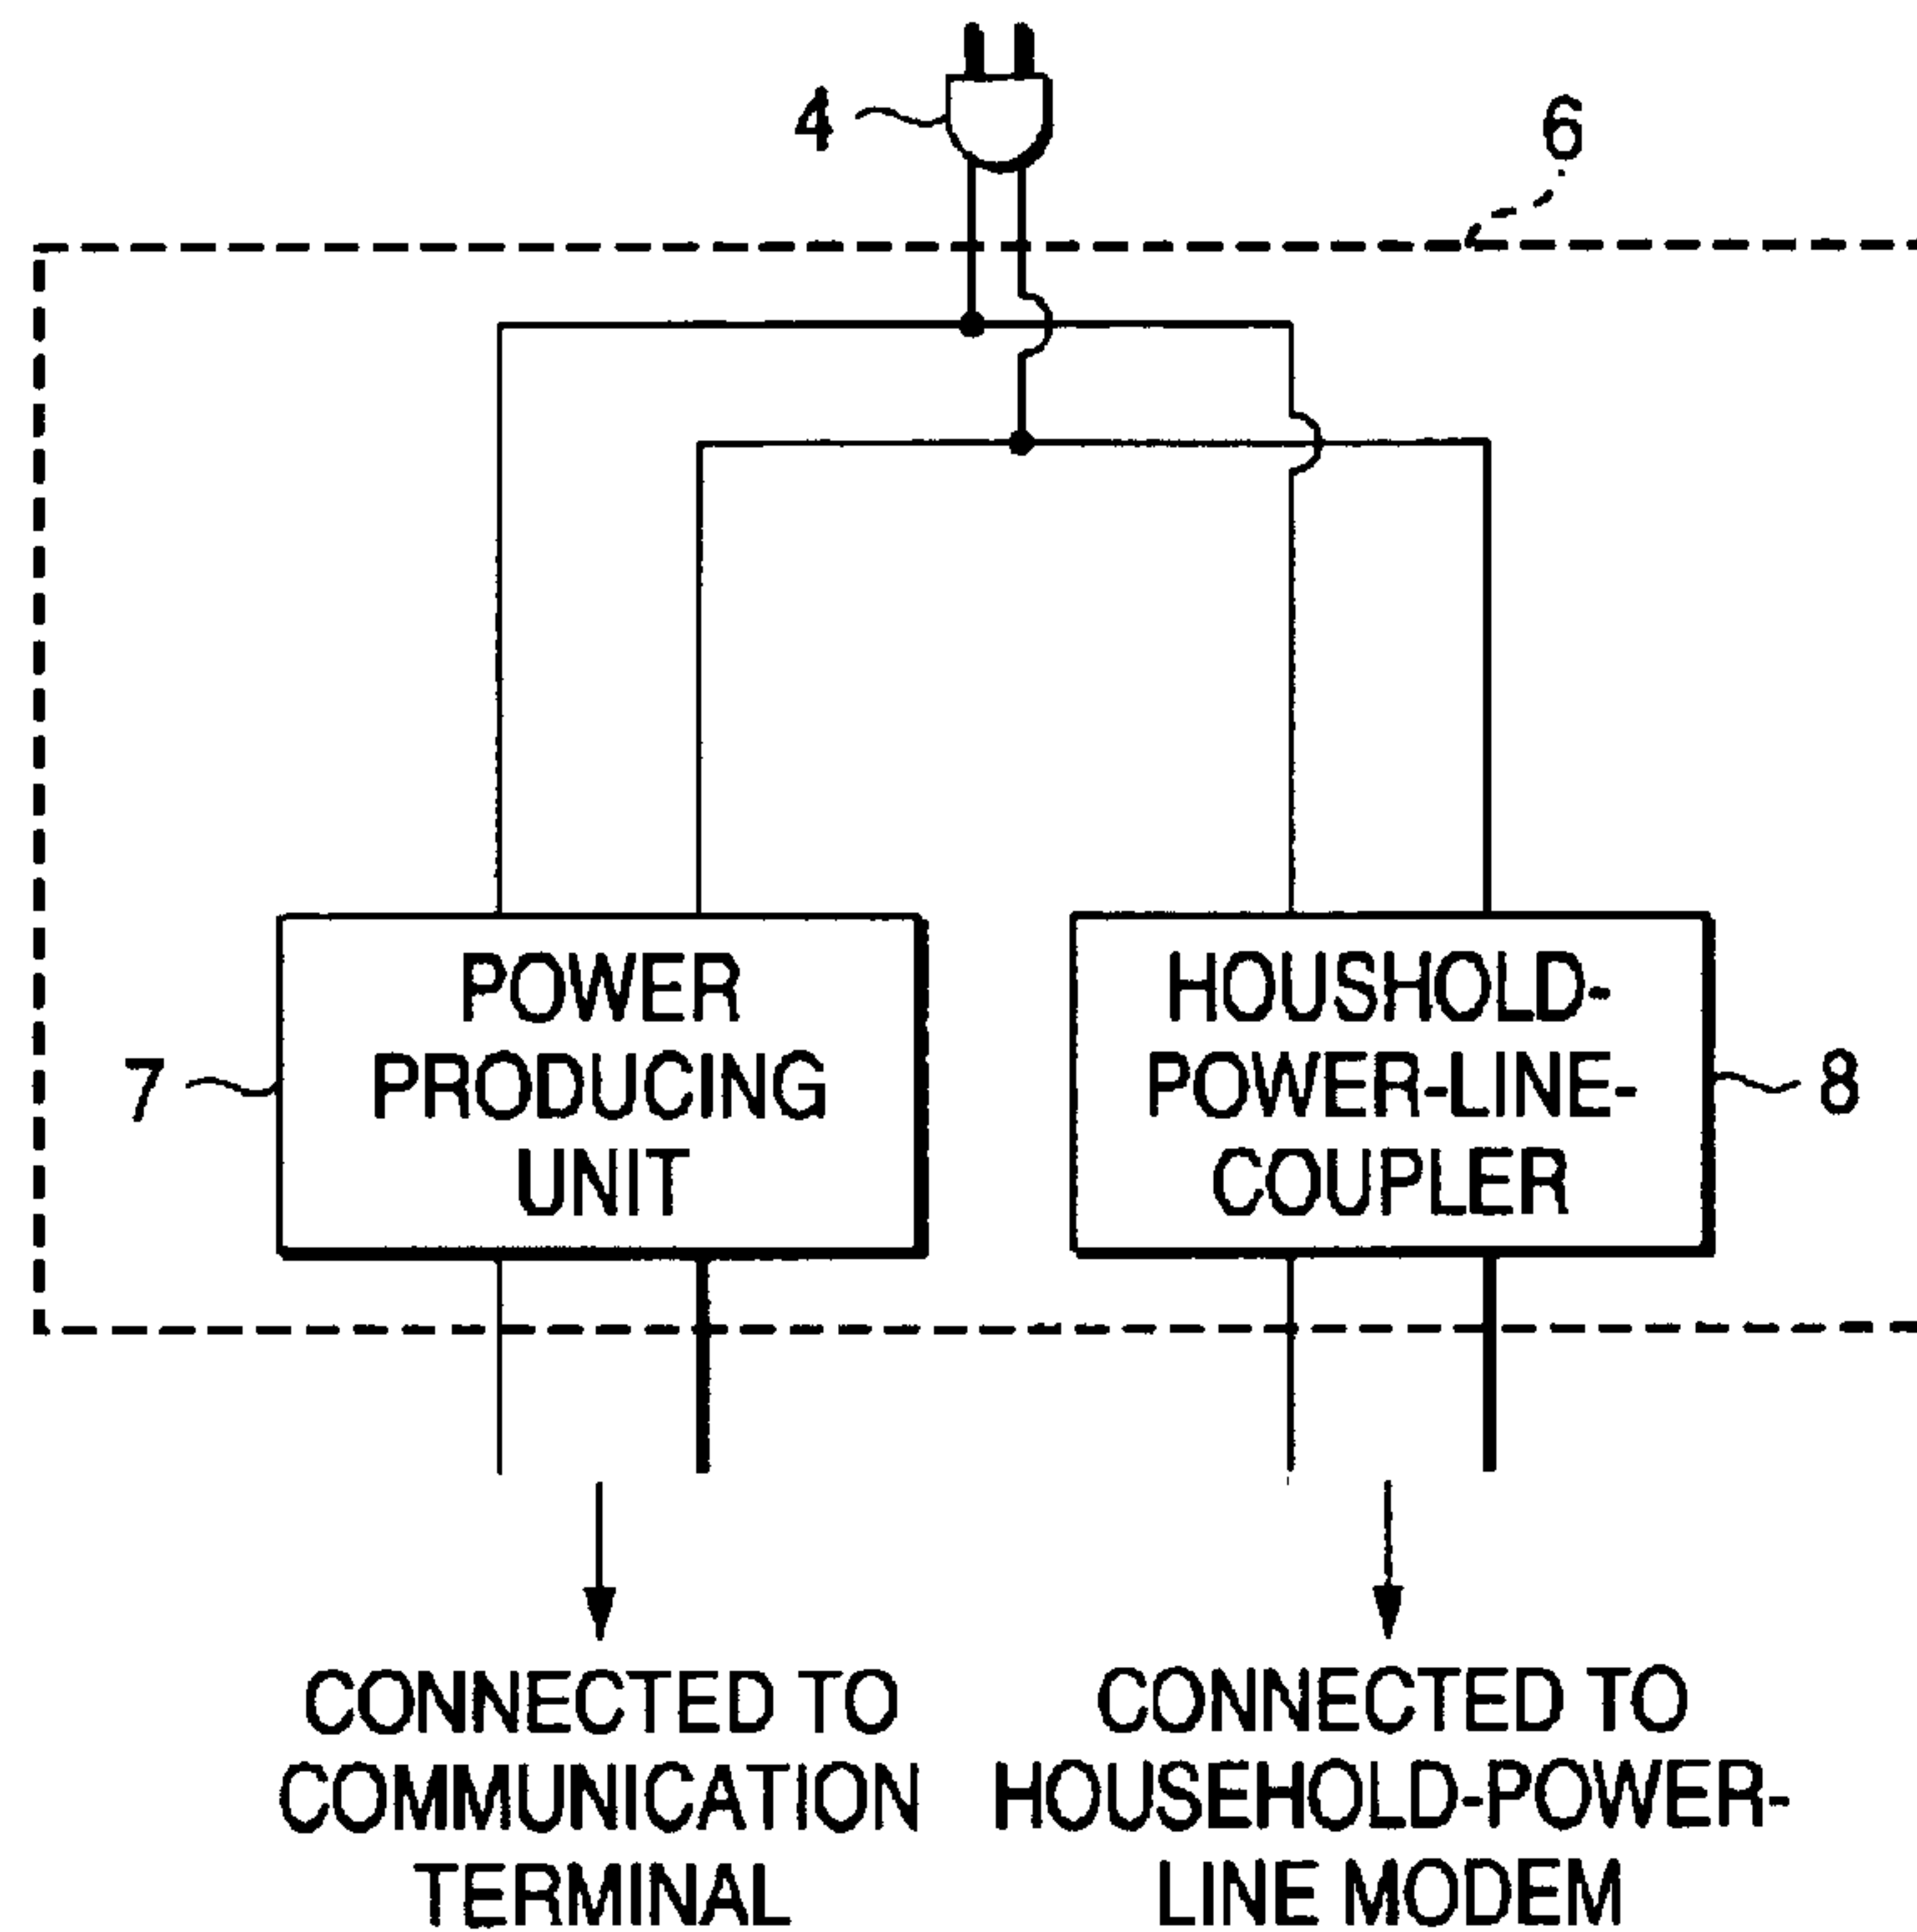 4
6
POWER
PRODUCING
UNIT
7
HOUSHOLD-
POWER-LINE-
COUPLER
8
CONNECTED TO
COMMUNICATION
TERMINAL
CONNECTED TO
HOUSEHOLD-POWER-
LINE MODEM